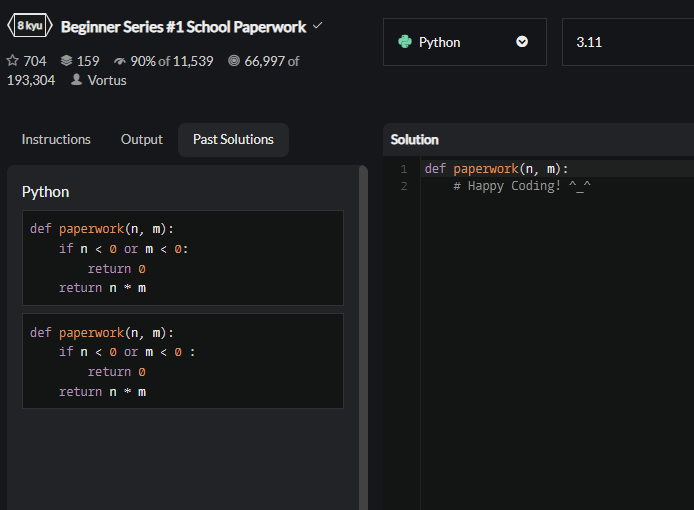 8 kyu Beginner Series #1 School Paperwork
704 159 90% of 11,539 66,997 of
193,304 Vortus
Python
3.11
Instructions Output Past Solutions
Python
def paperwork(n, m):
    if n < 0 or m < 0:
        return 0
    return n * m
def paperwork(n, m):
    if n < 0 or m < 0 :
        return 0
    return n * m
Solution
1 def paperwork(n, m):
2     # Happy Coding! ^_^